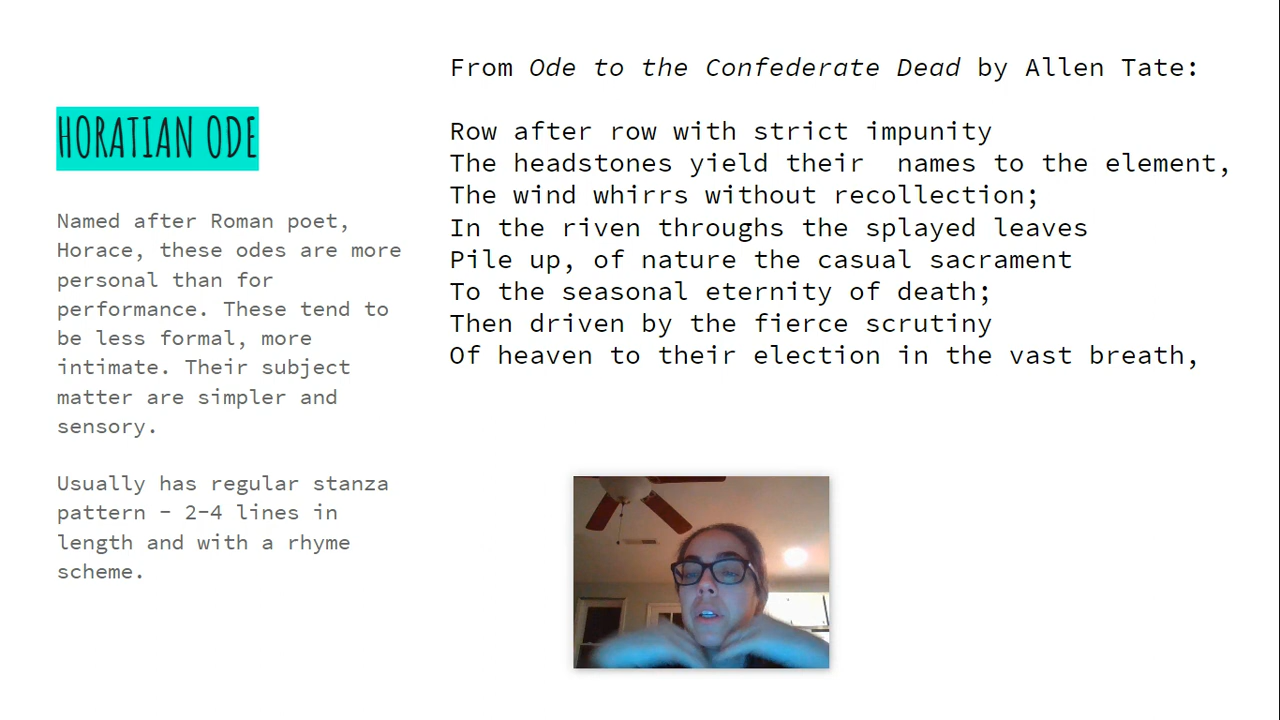 HORATIAN ODE
Named after Roman poet,
Horace, these odes are more
personal than for
performance. These tend to
be less formal, more
intimate. Their subject
matter are simpler and
sensory.
Usually has regular stanza
pattern - 2-4 lines in
length and with a rhyme
scheme.
From Ode to the Confederate Dead by Allen Tate:
Row after row with strict impunity
The headstones yield their  names to the element,
The wind whirrs without recollection;
In the riven throughs the splayed leaves
Pile up, of nature the casual sacrament
To the seasonal eternity of death;
Then driven by the fierce scrutiny
Of heaven to their election in the vast breath,